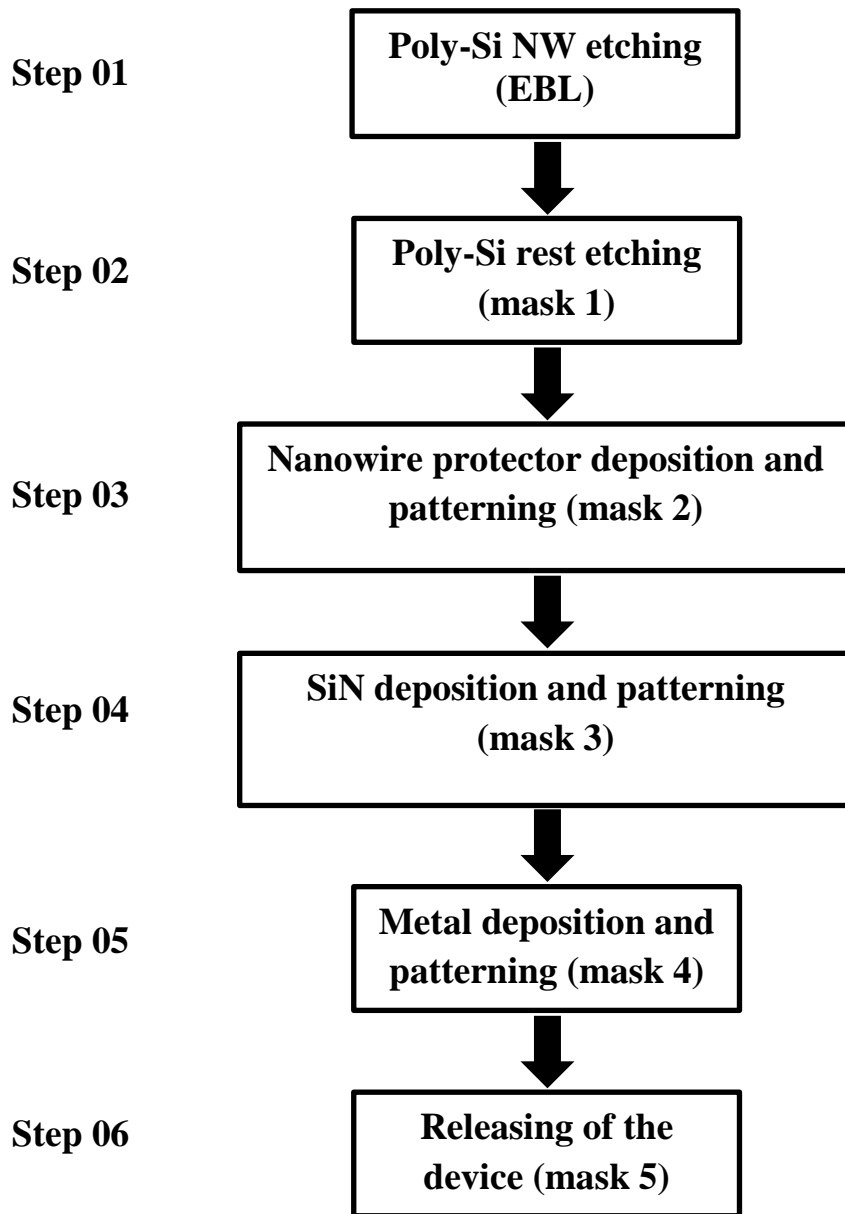 Step 01
Poly-Si NW etching
(EBL)
Step 02
Poly-Si rest etching
(mask 1)
Step 03
Nanowire protector deposition and
patterning (mask 2)
Step 04
SiN deposition and patterning
(mask 3)
Step 05
Metal deposition and
patterning (mask 4)
Step 06
Releasing of the
device (mask 5)